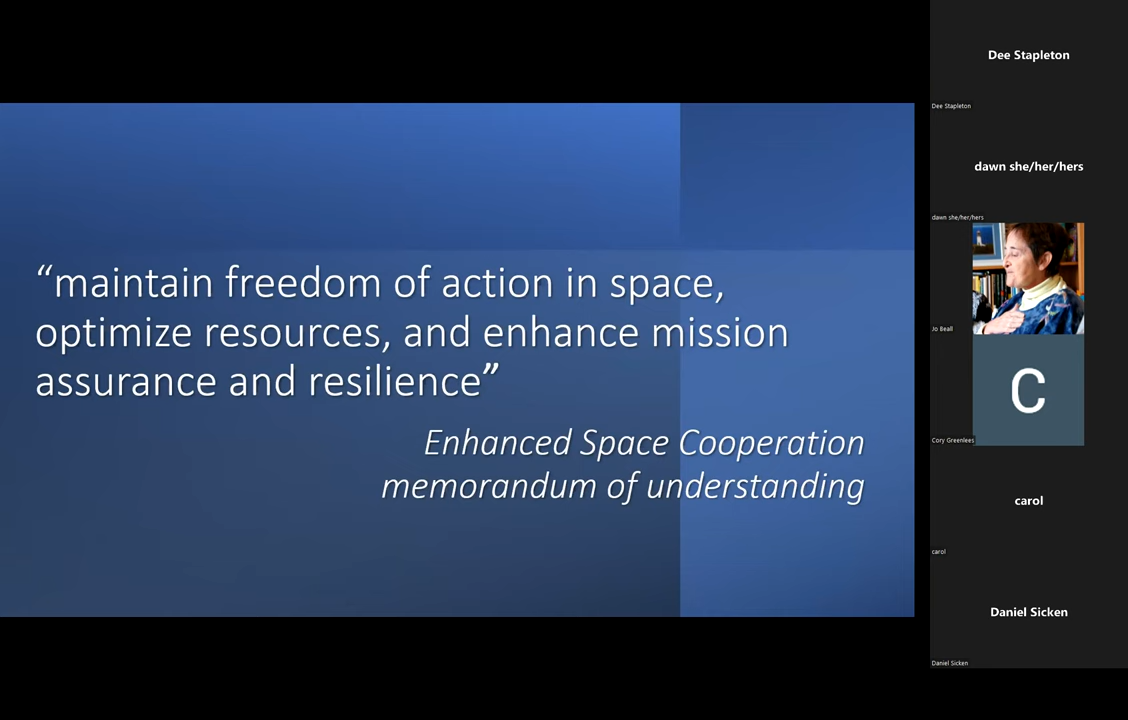 “maintain freedom of action in space,
optimize resources, and enhance mission
assurance and resilience”
Enhanced Space Cooperation
memorandum of understanding
Dee Stapleton
Dee Stapleton
dawn she/her/hers
dawn she/her/hers
Jo Beall
C
Cory Greenlees
carol
carol
Daniel Sicken
Daniel Sicken